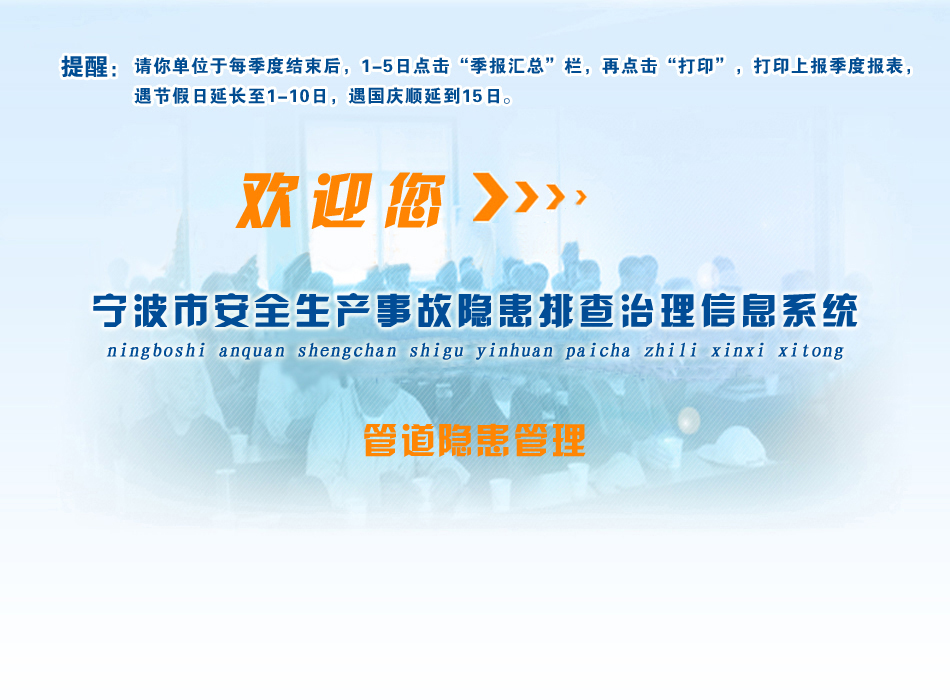 提醒：请你单位于每季度结束后，1-5日点击“季报汇总”栏，再点击“打印”，打印上报季度报表，
遇节假日延长至1-10日，遇国庆顺延到15日。
欢迎您
宁波市安全生产事故隐患排查治理信息系统
ningboshi anquan shengchan shigu yinhuan paicha zhili xinxi xitong
管道隐患管理